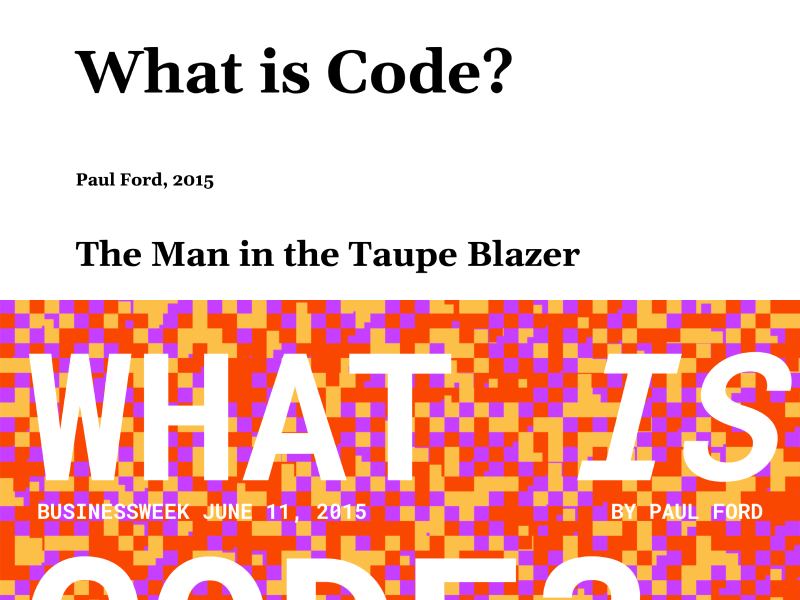 What is Code?
Paul Ford, 2015
The Man in the Taupe Blazer
WHAT IS
BUSINESSWEEK JUNE 11, 2015 BY PAUL FORD
CODE?